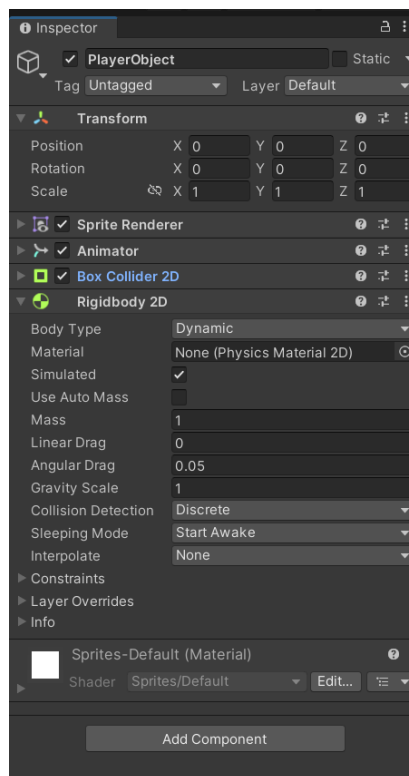 Inspector
PlayerObject Static
Tag Untagged Layer Default
Transform
Position X 0 Y 0 Z 0
Rotation X 0 Y 0 Z 0
Scale X 1 Y 1 Z 1
Sprite Renderer
Animator
Box Collider 2D
Rigidbody 2D
Body Type Dynamic
Material None (Physics Material 2D)
Simulated
Use Auto Mass
Mass 1
Linear Drag 0
Angular Drag 0.05
Gravity Scale 1
Collision Detection Discrete
Sleeping Mode Start Awake
Interpolate None
Constraints
Layer Overrides
Info
Sprites-Default (Material)
Shader Sprites/Default Edit...
Add Component